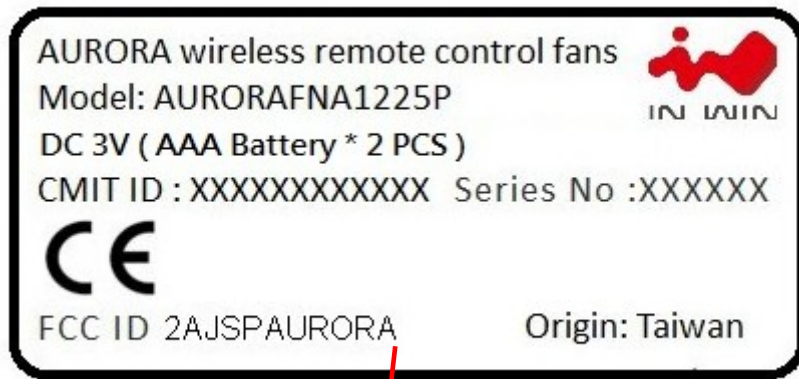 AURORA wireless remote control fans
IN WIN
Model: AURORAFNA1225P
DC 3V ( AAA Battery * 2 PCS )
CMIT ID : XXXXXXXXXXXX Series No :XXXXXX
CE
FCC ID 2AJSPAURORA Origin: Taiwan